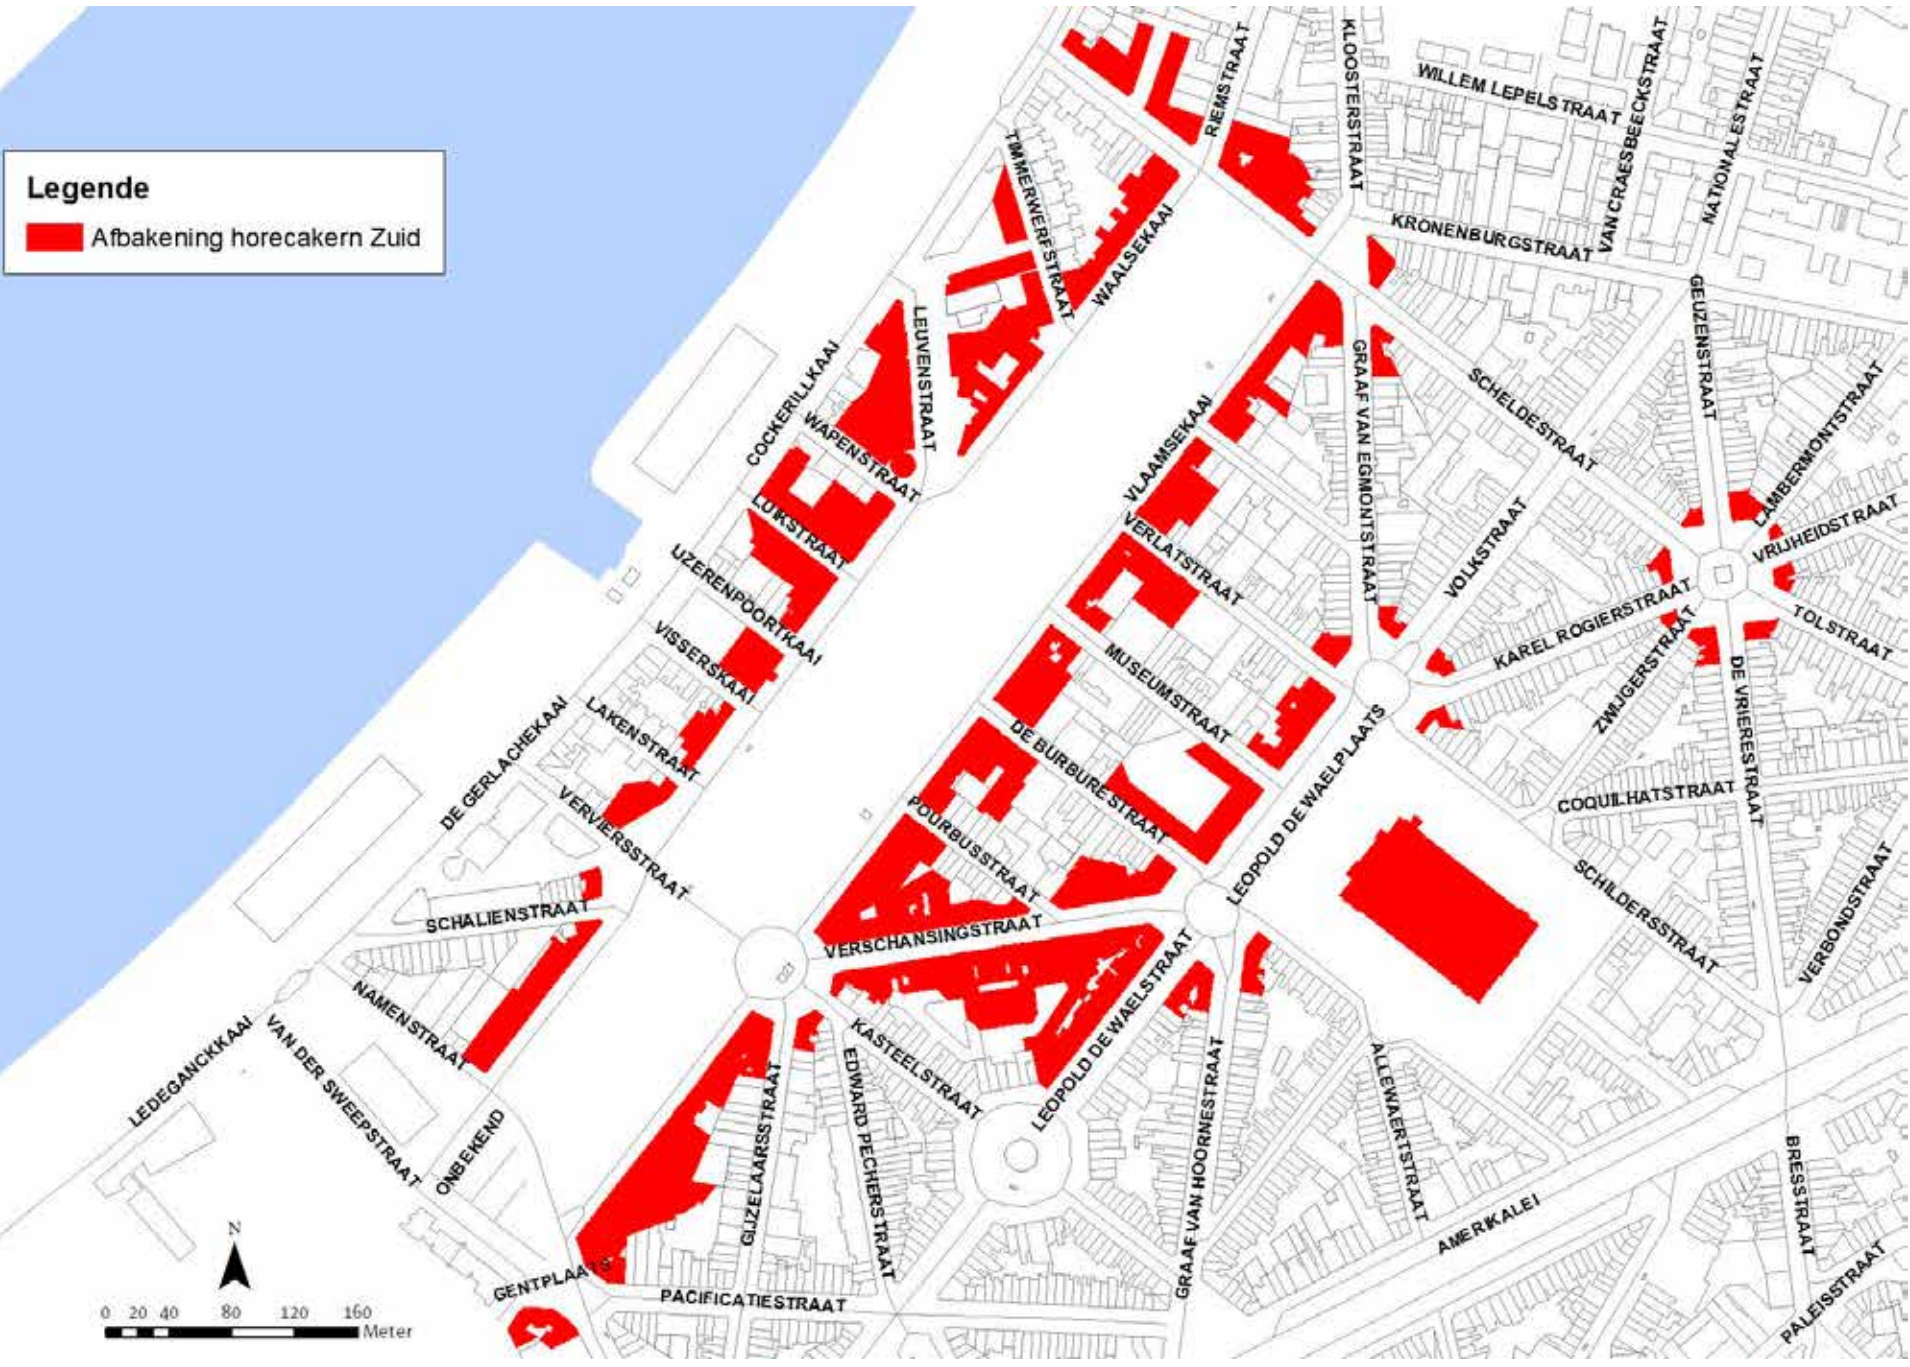 Legende
Afbakening horecakern Zuid
RIEMSTRAAT
KLOOSTERSTRAAT
WILLEM LEPELSTRAAT
VAN CRAESBEECKSTRAAT
NATIONALESTRAAT
TIMMERWERFSTRAAT
WAALSEKAAI
KRONENBURGSTRAAT
GEUZENSTRAAT
LEUVENSTRAAT
COCKERILLKAAI
WAPENSTRAAT
VLAAMSEKAAI
GRAAF VAN EGMONTSTRAAT
SCHELDESTRAAT
LAMBERMONTSTRAAT
VRIJHEIDSTRAAT
LUIKSTRAAT
VERLATSTRAAT
VOLKSTRAAT
IJZERENPOORTKAAI
KAREL ROGIERSTRAAT
TOLSTRAAT
VISSERSKAAI
MUSEUMSTRAAT
ZWIJGERSTRAAT
DE VRIERESTRAAT
LAKENSTRAAT
DE GERLACHEKAAI
DE BURBURESTRAAT
LEOPOLD DE WAELPLAATS
COQUILHATSTRAAT
VERVIERSSTRAAT
POURBUSSTRAAT
SCHILDERSSTRAAT
VERBONDSTRAAT
SCHALIENSTRAAT
VERSCHANSINGSTRAAT
LEOPOLD DE WAELSTRAAT
NAMENSTRAAT
KASTEELSTRAAT
LEDEGANCKKAAI
VAN DER SWEEPSTRAAT
ONBEKEND
GIJZELAARSSTRAAT
EDWARD PECHERSTRAAT
GRAAF VAN HOORNESTRAAT
ALLEWAERTSTRAAT
AMERIKALEI
BRESSTRAAT
PALEISSTRAAT
GENTPLAATS
PACIFICATIESTRAAT
N
0 20 40 80 120 160
Meter